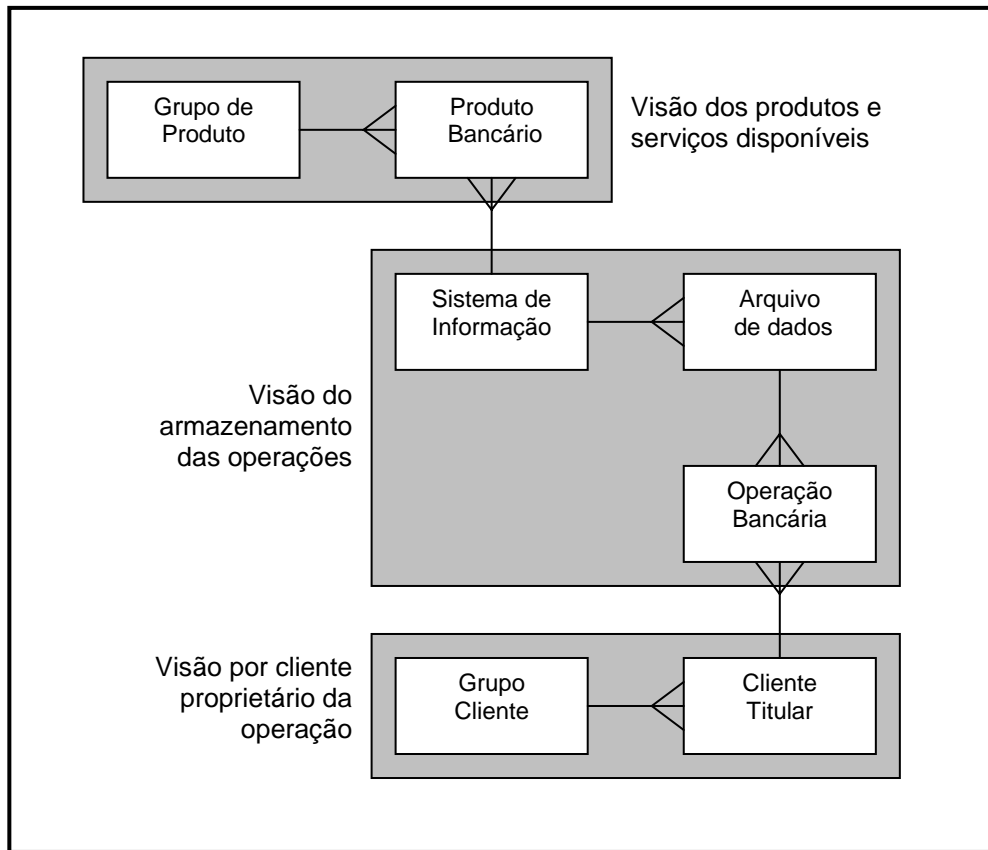 Grupo de
Produto
Produto
Bancário
Visão dos produtos e
serviços disponíveis
Sistema de
Informação
Arquivo
de dados
Visão do
armazenamento
das operações
Operação
Bancária
Visão por cliente
proprietário da
operação
Grupo
Cliente
Cliente
Titular